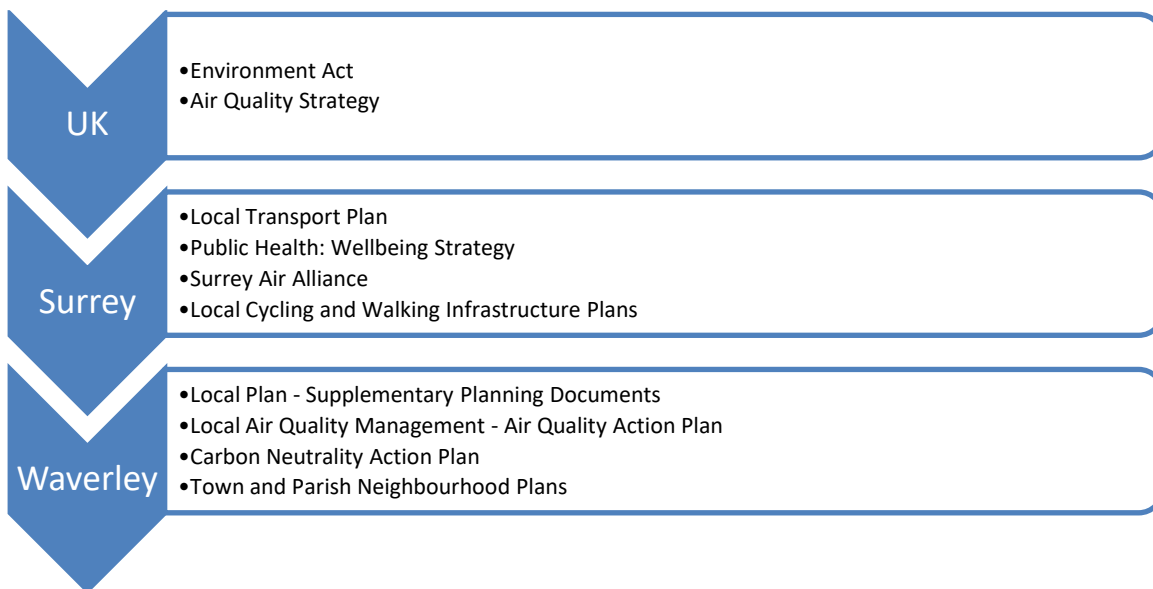 UK
•Environment Act
•Air Quality Strategy
Surrey
•Local Transport Plan
•Public Health: Wellbeing Strategy
•Surrey Air Alliance
•Local Cycling and Walking Infrastructure Plans
Waverley
•Local Plan - Supplementary Planning Documents
•Local Air Quality Management - Air Quality Action Plan
•Carbon Neutrality Action Plan
•Town and Parish Neighbourhood Plans